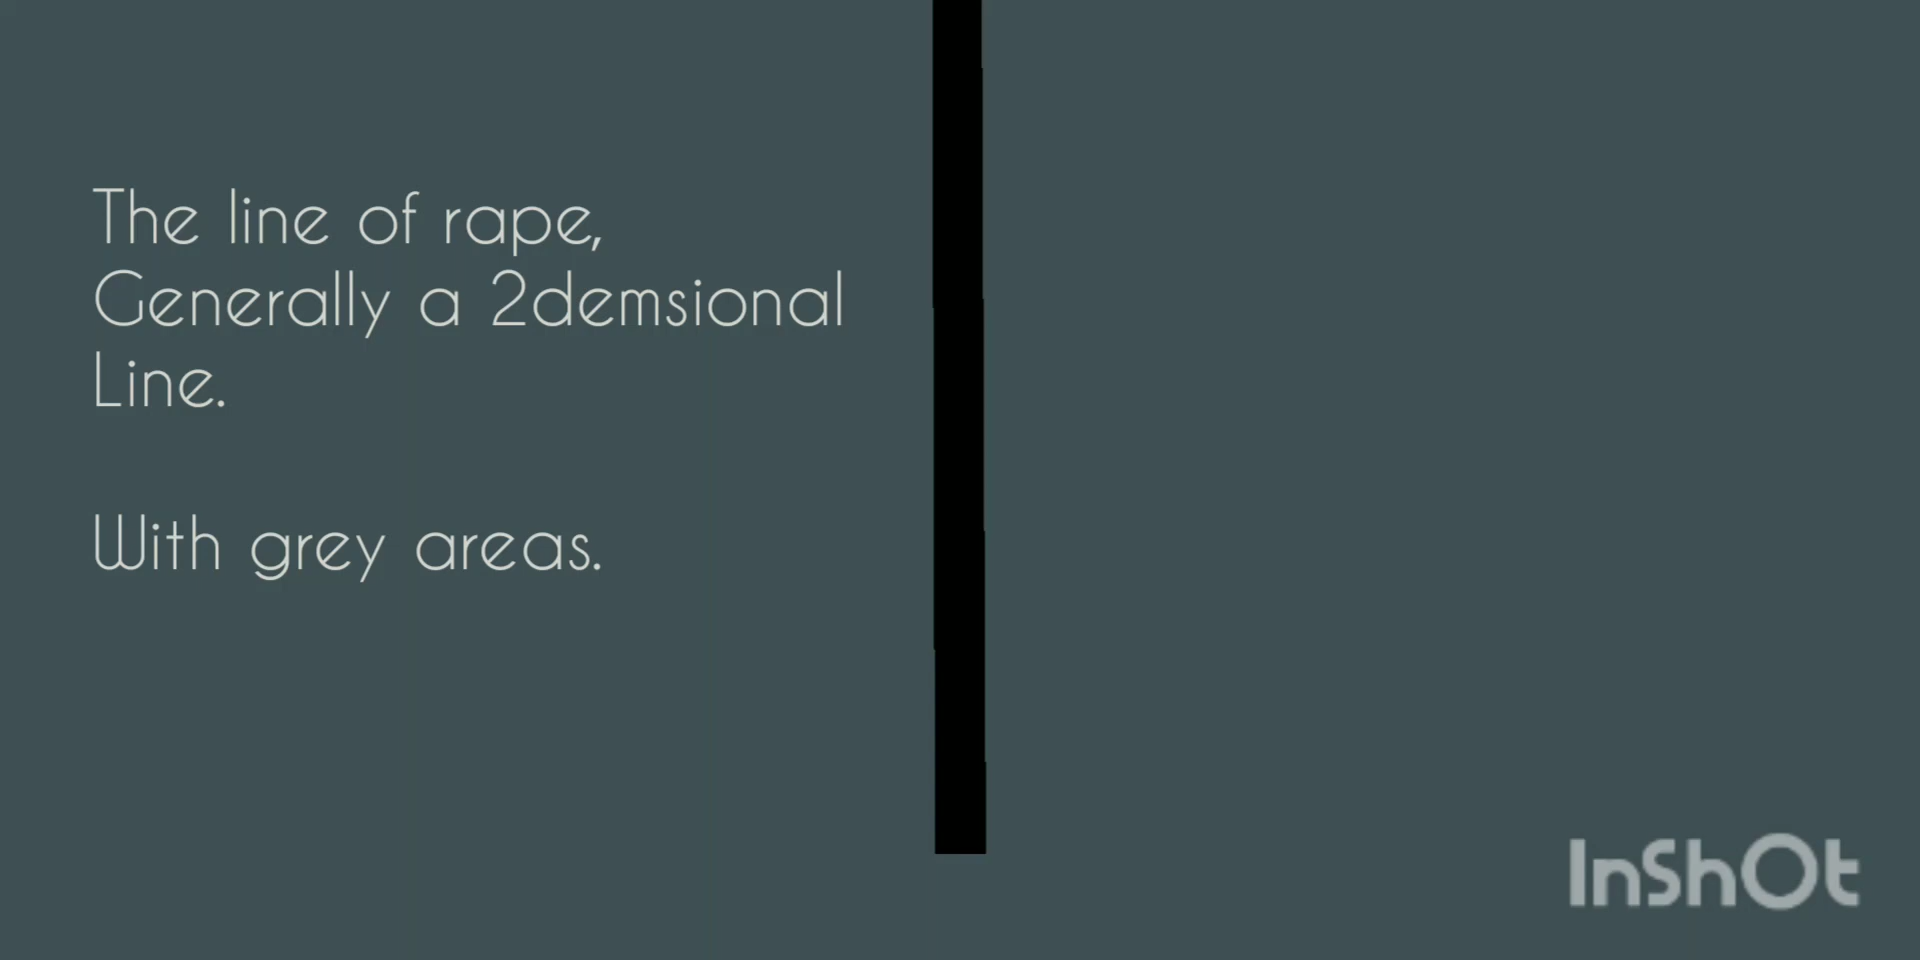 The line of rape,
Generally a 2demsional
Line.
With grey areas.
InShOt